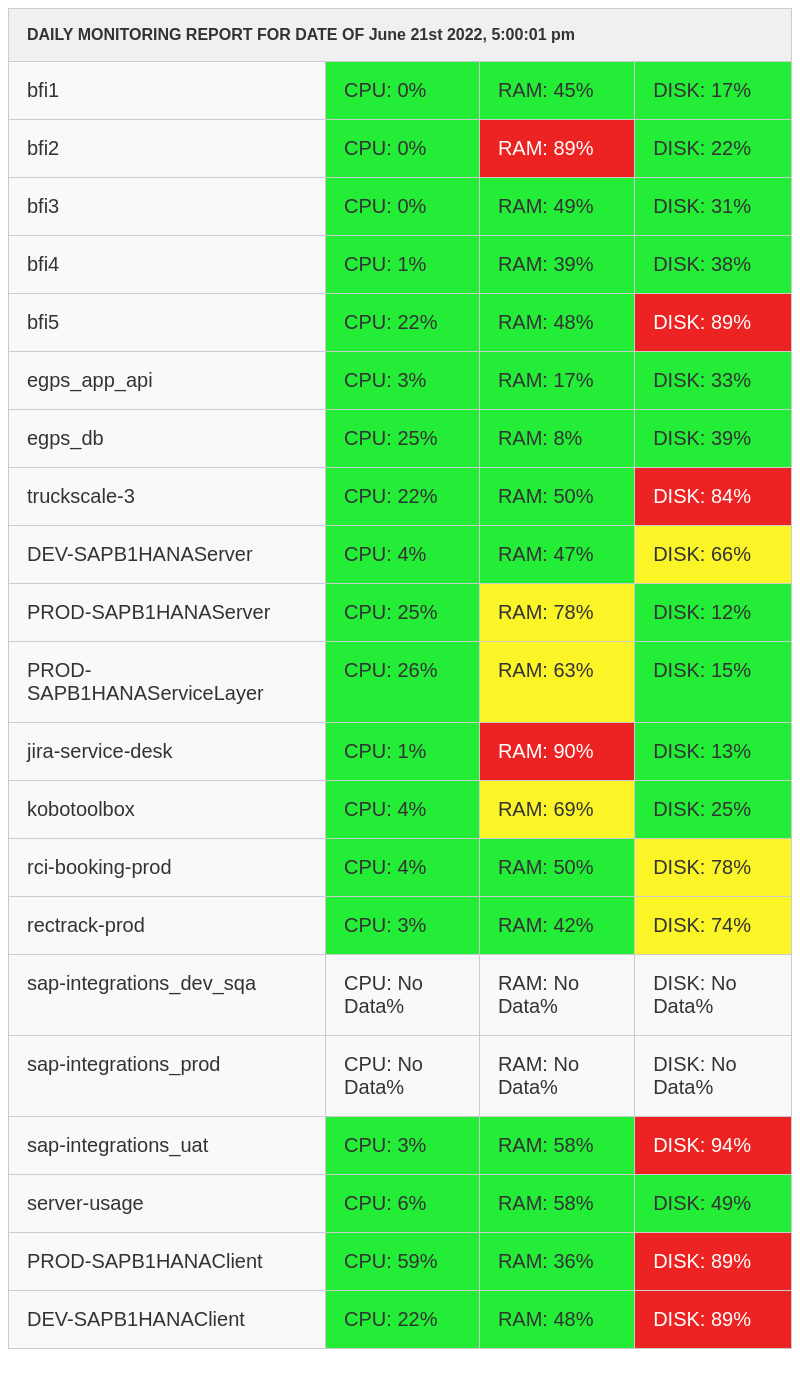 DAILY MONITORING REPORT FOR DATE OF June 21st 2022, 5:00:01 pm
bfi1 CPU: 0% RAM: 45% DISK: 17%
bfi2 CPU: 0% RAM: 89% DISK: 22%
bfi3 CPU: 0% RAM: 49% DISK: 31%
bfi4 CPU: 1% RAM: 39% DISK: 38%
bfi5 CPU: 22% RAM: 48% DISK: 89%
egps_app_api CPU: 3% RAM: 17% DISK: 33%
egps_db CPU: 25% RAM: 8% DISK: 39%
truckscale-3 CPU: 22% RAM: 50% DISK: 84%
DEV-SAPB1HANAServer CPU: 4% RAM: 47% DISK: 66%
PROD-SAPB1HANAServer CPU: 25% RAM: 78% DISK: 12%
PROD- CPU: 26% RAM: 63% DISK: 15%
SAPB1HANAServiceLayer
jira-service-desk CPU: 1% RAM: 90% DISK: 13%
kobotoolbox CPU: 4% RAM: 69% DISK: 25%
rci-booking-prod CPU: 4% RAM: 50% DISK: 78%
rectrack-prod CPU: 3% RAM: 42% DISK: 74%
sap-integrations_dev_sqa CPU: No RAM: No DISK: No
Data% Data% Data%
sap-integrations_prod CPU: No RAM: No DISK: No
Data% Data% Data%
sap-integrations_uat CPU: 3% RAM: 58% DISK: 94%
server-usage CPU: 6% RAM: 58% DISK: 49%
PROD-SAPB1HANAClient CPU: 59% RAM: 36% DISK: 89%
DEV-SAPB1HANAClient CPU: 22% RAM: 48% DISK: 89%